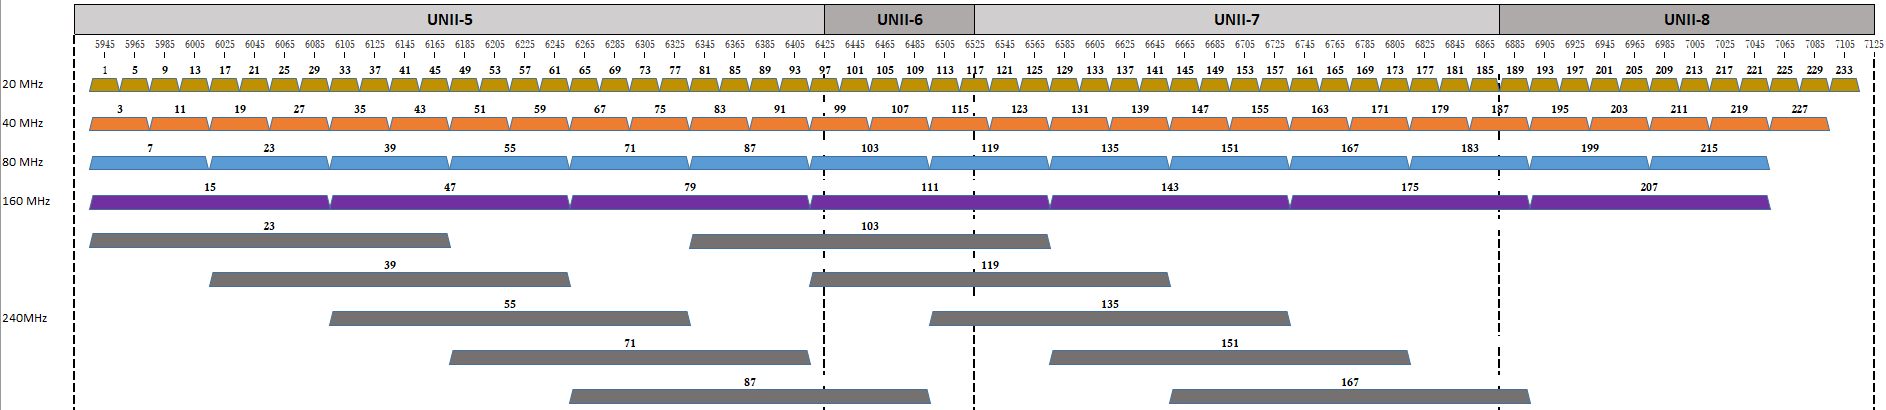 UNII-5 UNII-6 UNII-7 UNII-8
5945 5965 5985 6005 6025 6045 6065 6085 6105 6125 6145 6165 6185 6205 6225 6245 6265 6285 6305 6325 6345 6365 6385 6405 6425 6445 6465 6485 6505 6525 6545 6565 6585 6605 6625 6645 6665 6685 6705 6725 6745 6765 6785 6805 6825 6845 6865 6885 6905 6925 6945 6965 6985 7005 7025 7045 7065 7085 7105 7125
1 5 9 13 17 21 25 29 33 37 41 45 49 53 57 61 65 69 73 77 81 85 89 93 97 101 105 109 113 117 121 125 129 133 137 141 145 149 153 157 161 165 169 173 177 181 185 189 193 197 201 205 209 213 217 221 225 229 233
20 MHz
3 11 19 27 35 43 51 59 67 75 83 91 99 107 115 123 131 139 147 155 163 171 179 187 195 203 211 219 227
40 MHz
7 23 39 55 71 87 103 119 135 151 167 183 199 215
80 MHz
15 47 79 111 143 175 207
160 MHz
23 103
39 119
55 135
240MHz
71 151
87 167